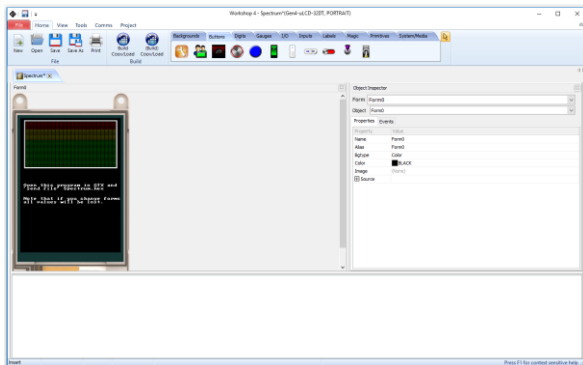 Workshop 4 - Spectrum*(Gen4-uLCD-32DT, PORTRAIT)
File Home View Tools Comms Project
New Open Save Save As Print
Build Copy/Load (Build) Copy/Load
File Build
Backgrounds Buttons Digits Gauges I/O Inputs Labels Magic Primitives System/Media
Spectrum* x
Form0
Open this program in GTX and
Send File' Spectrum.hex
Note that if you choose Forms
all values will be lost.
Object Inspector
Form Form0
Object Form0
Properties Events
Property Value
Name Form0
Alias Form0
Bgtype Color
Color BLACK
Image (None)
Source
Insert
Press F1 for context sensitive help...